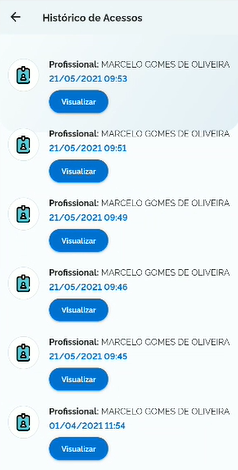 Histórico de Acessos
Profissional: MARCELO GOMES DE OLIVEIRA
21/05/2021 09:53
Visualizar
Profissional: MARCELO GOMES DE OLIVEIRA
21/05/2021 09:51
Visualizar
Profissional: MARCELO GOMES DE OLIVEIRA
21/05/2021 09:49
Visualizar
Profissional: MARCELO GOMES DE OLIVEIRA
21/05/2021 09:46
Visualizar
Profissional: MARCELO GOMES DE OLIVEIRA
21/05/2021 09:45
Visualizar
Profissional: MARCELO GOMES DE OLIVEIRA
01/04/2021 11:54
Visualizar